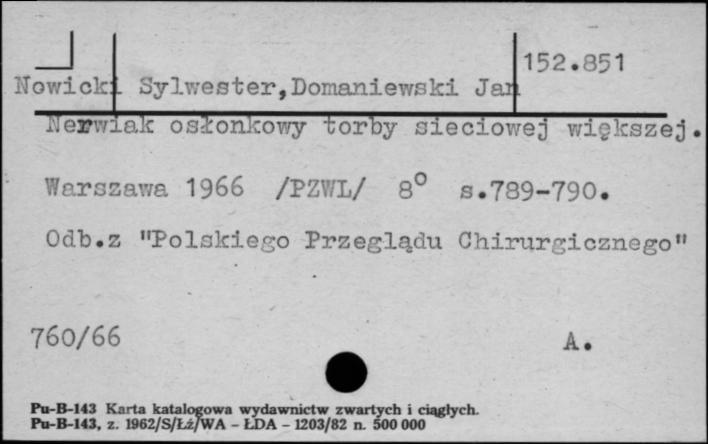 152.851
Nowicki Sylwester,Domaniewski Jan
Nerwiak osłonkowy torby sieciowej większej.
Warszawa 1966 /PZWL/ 8° s.789-790.
Odb.z "Polskiego Przeglądu Chirurgicznego"
760/66 A.
Pu-B-143 Karta katalogowa wydawnictw zwartych i ciągłych.
Pu-B-143, z. 1962/S/Łź/WA - ŁDA - 1203/82 n. 500 000